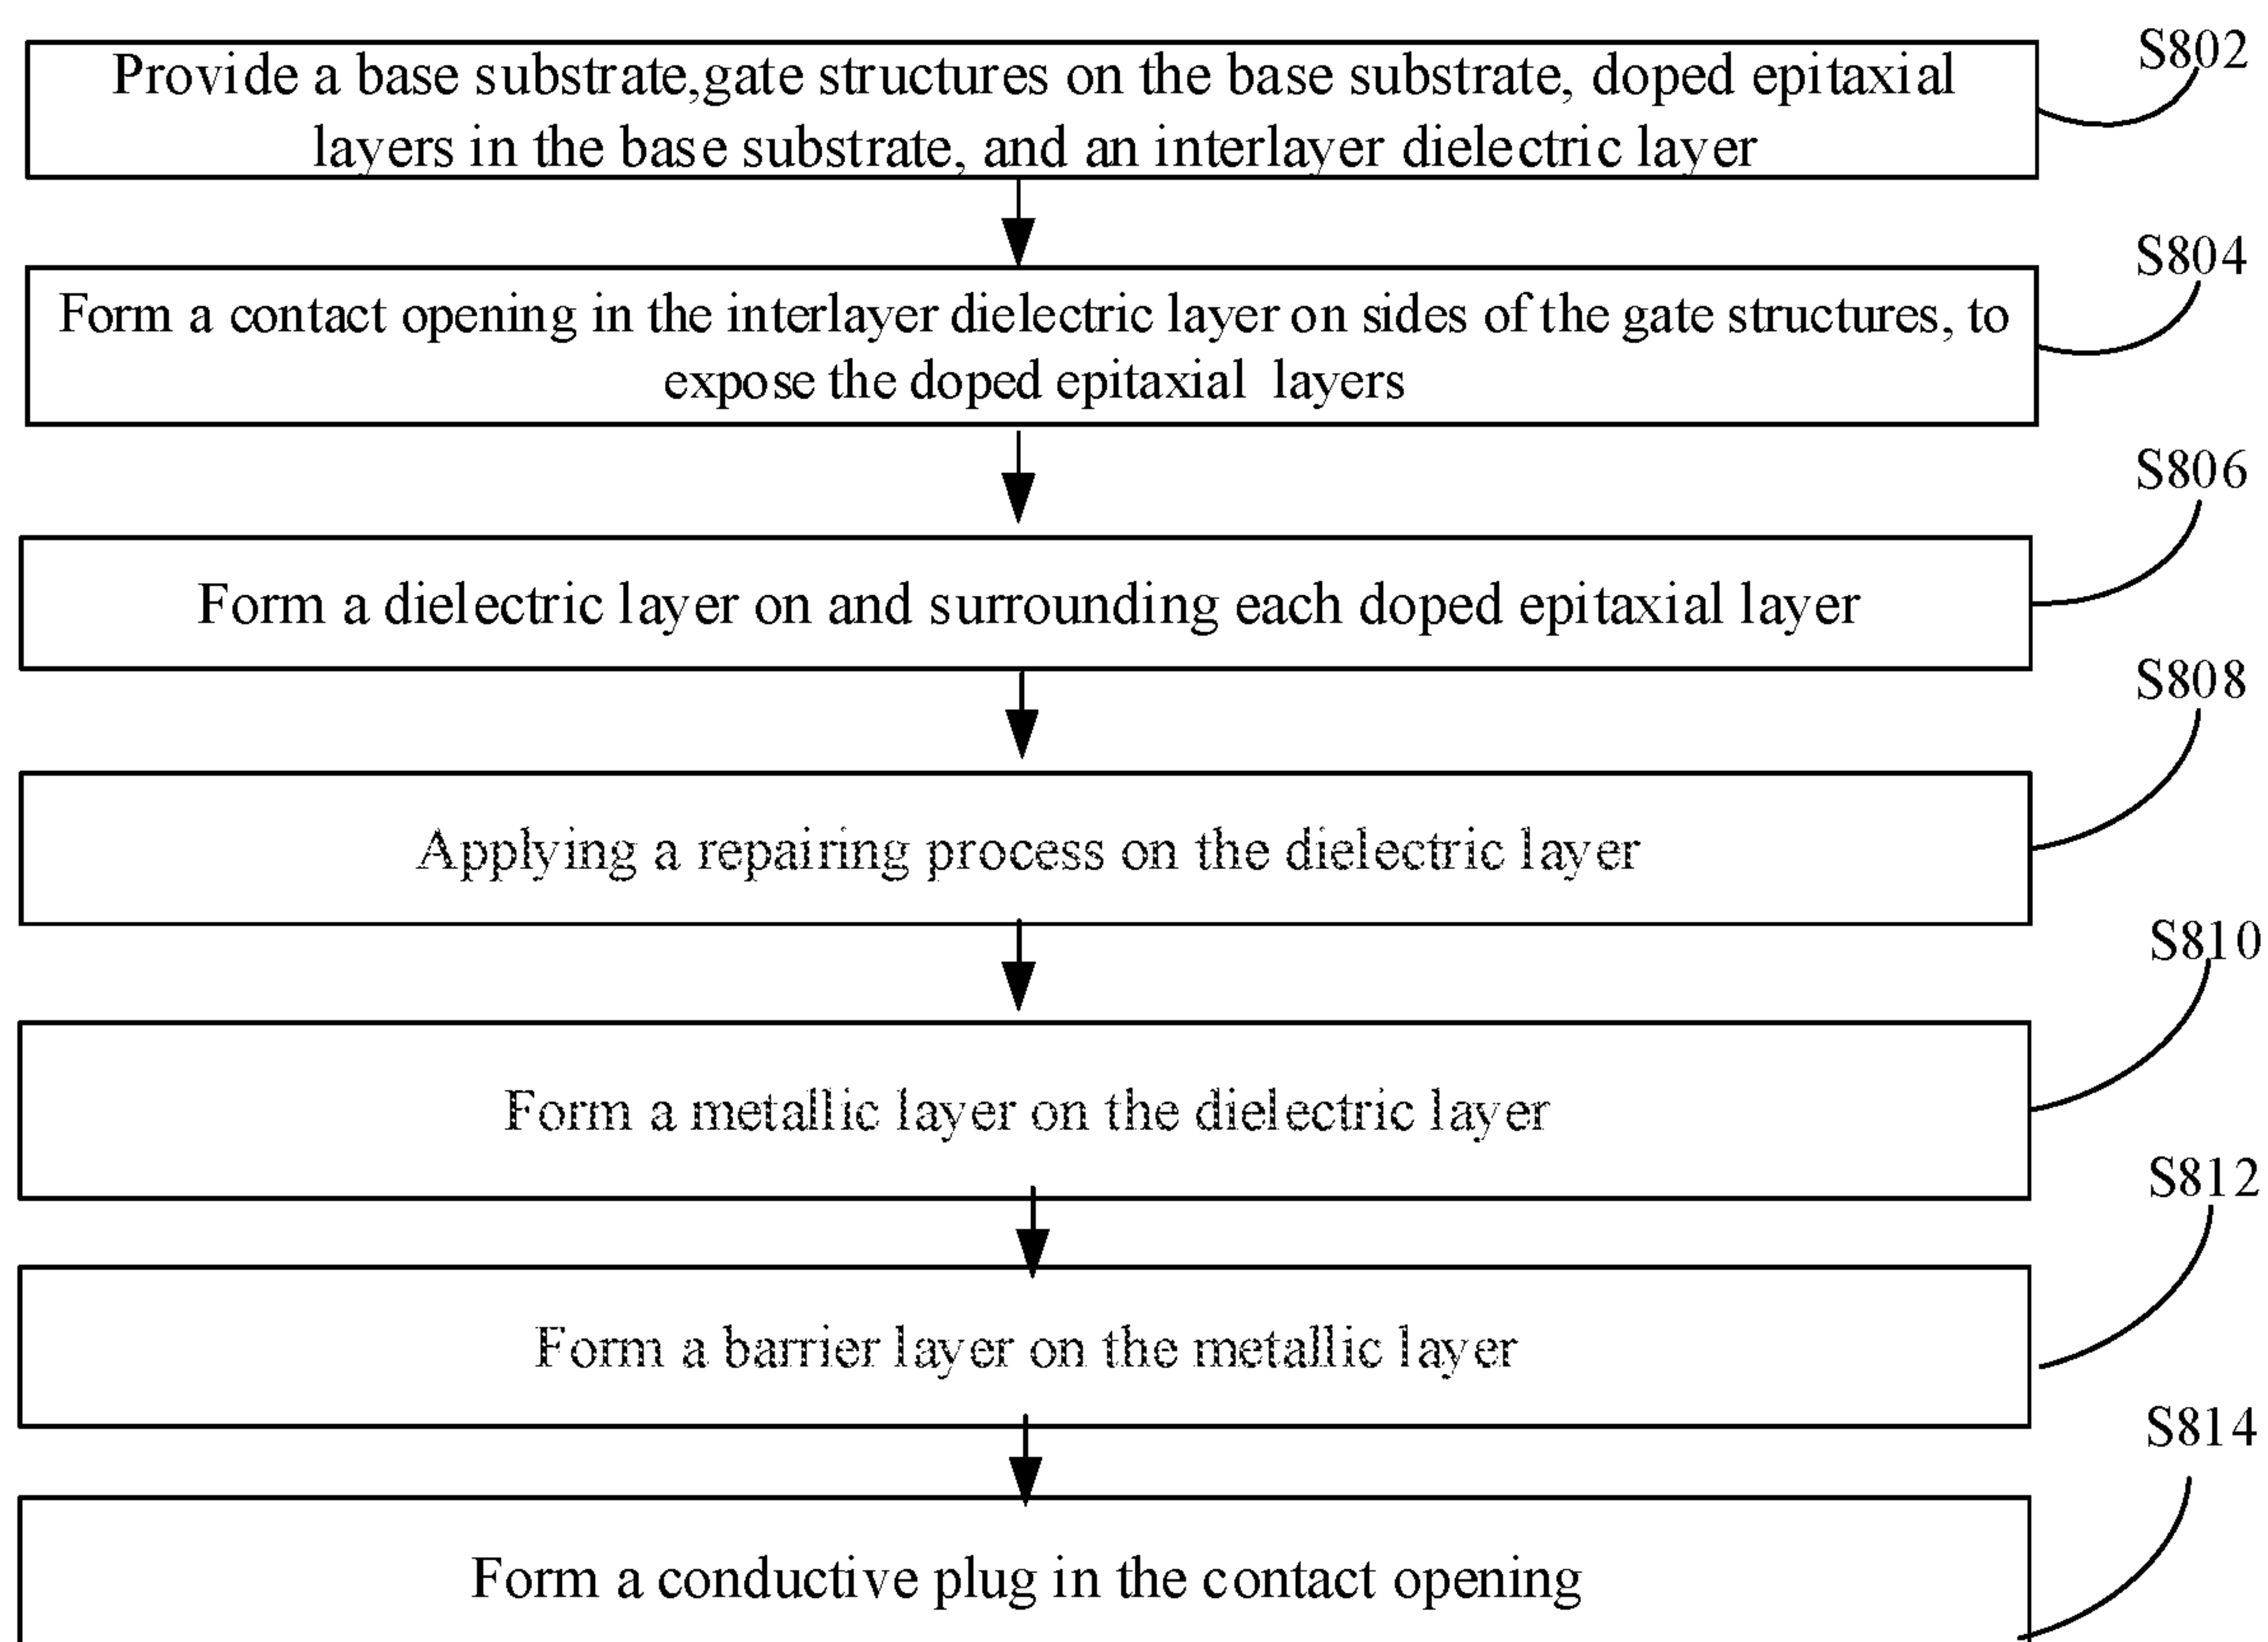 S802
Provide a base substrate,gate structures on the base substrate, doped epitaxial
layers in the base substrate, and an interlayer dielectric layer
S804
Form a contact opening in the interlayer dielectric layer on sides of the gate structures, to
expose the doped epitaxial layers
S806
Form a dielectric layer on and surrounding each doped epitaxial layer
S808
Applying a repairing process on the dielectric layer
S810
Form a metallic layer on the dielectric layer
S812
Form a barrier layer on the metallic layer
S814
Form a conductive plug in the contact opening